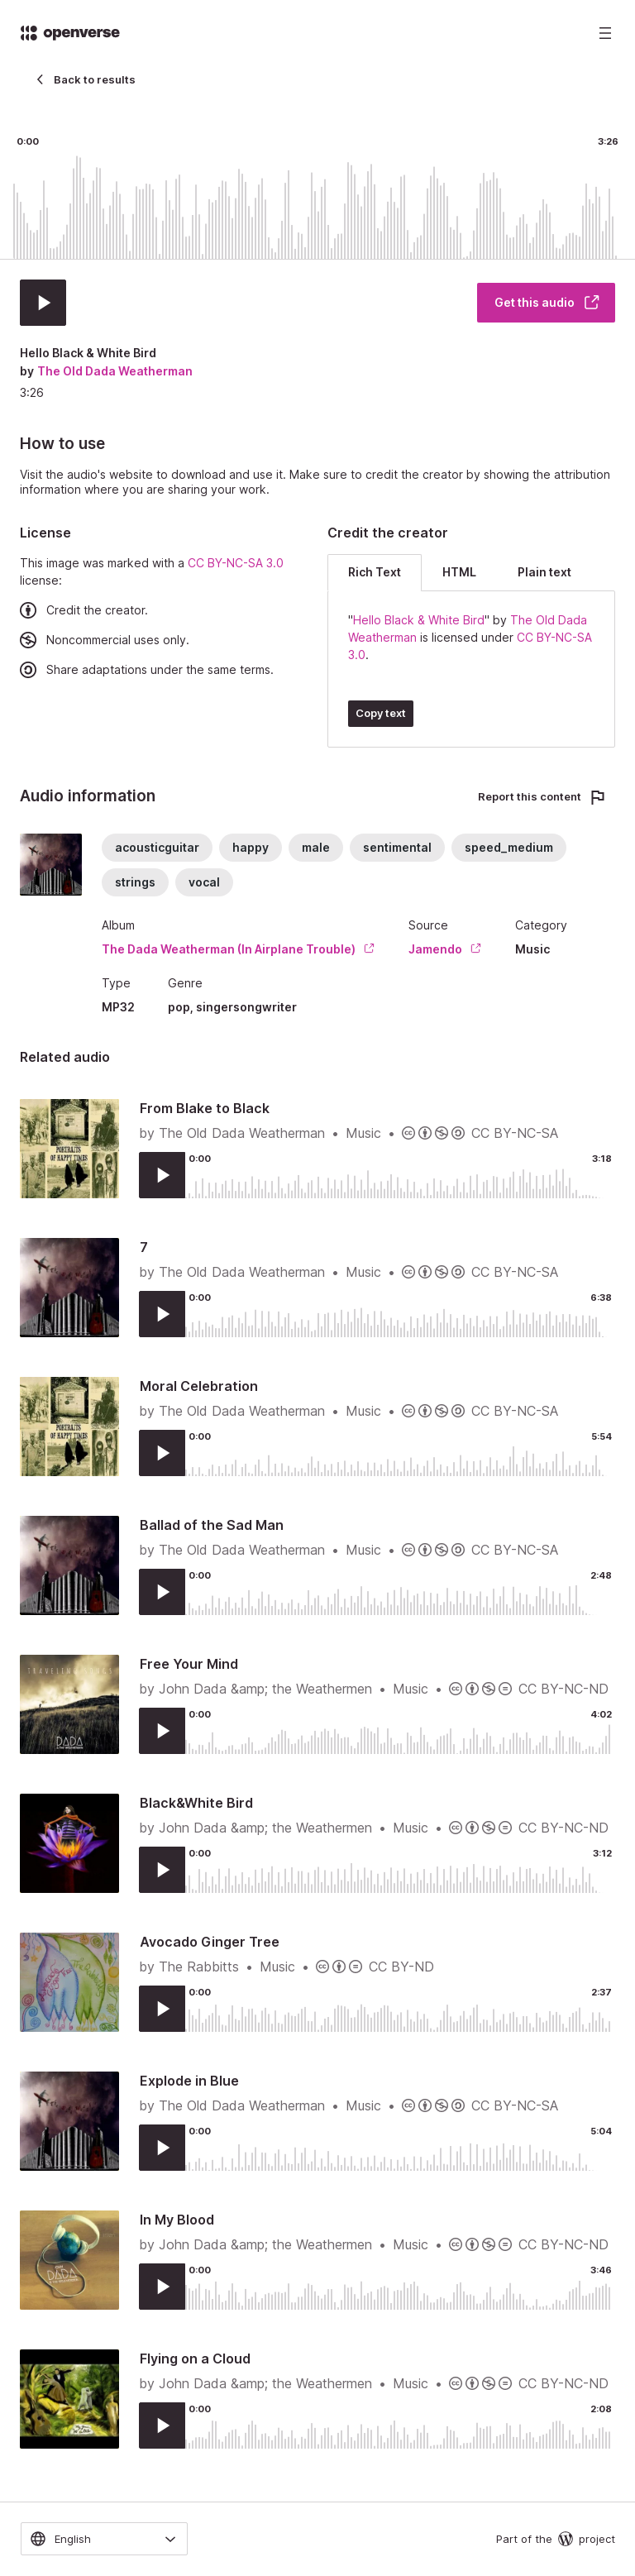 openverse
Back to results
0:00
3:26
Get this audio
Hello Black & White Bird
by The Old Dada Weatherman
3:26
How to use
Visit the audio's website to download and use it. Make sure to credit the creator by showing the attribution
information where you are sharing your work.
License
This image was marked with a CC BY-NC-SA 3.0
license:
Credit the creator.
Noncommercial uses only.
Share adaptations under the same terms.
Credit the creator
Rich Text
HTML
Plain text
"Hello Black & White Bird" by The Old Dada
Weatherman is licensed under CC BY-NC-SA
3.0.
Copy text
Audio information
Report this content
acousticguitar
happy
male
sentimental
speed_medium
strings
vocal
Album
The Dada Weatherman (In Airplane Trouble)
Source
Jamendo
Category
Music
Type
MP32
Genre
pop, singersongwriter
Related audio
PORTRAITS
OF HAPPY TIMES
From Blake to Black
by The Old Dada Weatherman • Music • CC BY-NC-SA
0:00
3:18
7
by The Old Dada Weatherman • Music • CC BY-NC-SA
0:00
6:38
PORTRAITS
OF HAPPY TIMES
Moral Celebration
by The Old Dada Weatherman • Music • CC BY-NC-SA
0:00
5:54
Ballad of the Sad Man
by The Old Dada Weatherman • Music • CC BY-NC-SA
0:00
2:48
DADA
Free Your Mind
by John Dada &amp; the Weathermen • Music • CC BY-NC-ND
0:00
4:02
Black&White Bird
by John Dada &amp; the Weathermen • Music • CC BY-NC-ND
0:00
3:12
Avocado Ginger Tree
by The Rabbitts • Music • CC BY-ND
0:00
2:37
Explode in Blue
by The Old Dada Weatherman • Music • CC BY-NC-SA
0:00
5:04
DADA
In My Blood
by John Dada &amp; the Weathermen • Music • CC BY-NC-ND
0:00
3:46
Flying on a Cloud
by John Dada &amp; the Weathermen • Music • CC BY-NC-ND
0:00
2:08
English
Part of the
project